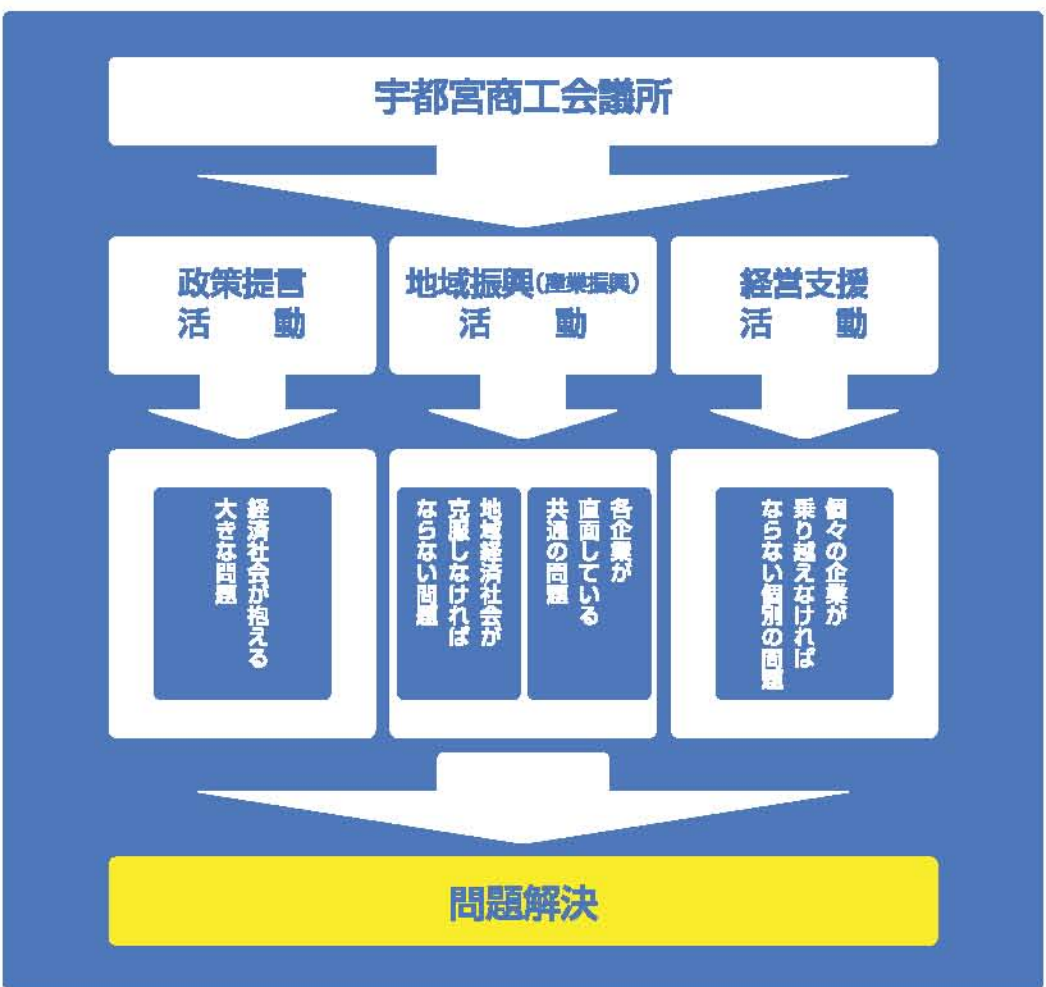 宇都宮商工会議所
政策提言
活動
地域振興(産業振興)
活動
経営支援
活動
経済社会が抱える
大きな問題
各企業が
直面している
共通の問題
地域経済社会が
克服しなければ
ならない問題
個々の企業が
乗り越えなければ
ならない個別の問題
問題解決